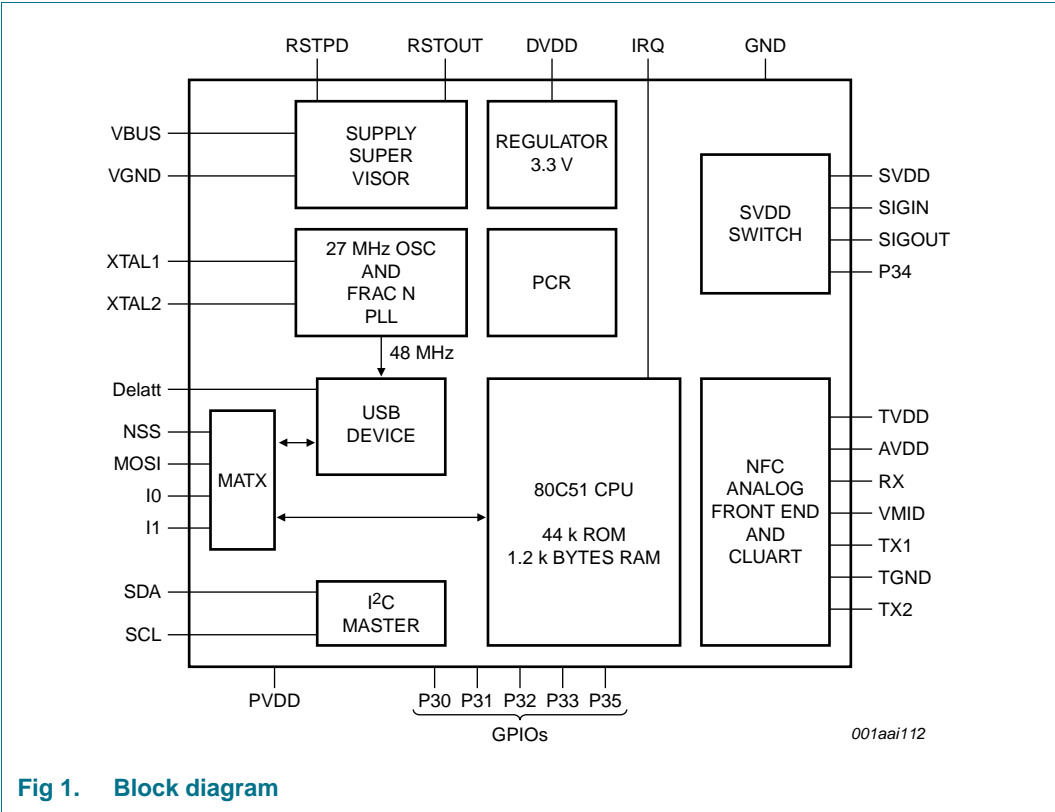 RSTPD RSTOUT DVDD IRQ GND
VBUS
VGND
SUPPLY
SUPER
VISOR
REGULATOR
3.3 V
SVDD
SWITCH
SVDD
SIGIN
SIGOUT
P34
XTAL1
XTAL2
27 MHz OSC
AND
FRAC N
PLL
PCR
48 MHz
Delatt
NSS
MOSI
I0
I1
MATX
USB
DEVICE
80C51 CPU
44 k ROM
1.2 k BYTES RAM
NFC
ANALOG
FRONT END
AND
CLUART
TVDD
AVDD
RX
VMID
TX1
TGND
TX2
SDA
SCL
I2C
MASTER
PVDD P30 P31 P32 P33 P35
GPIOs
001aai112
Fig 1. Block diagram